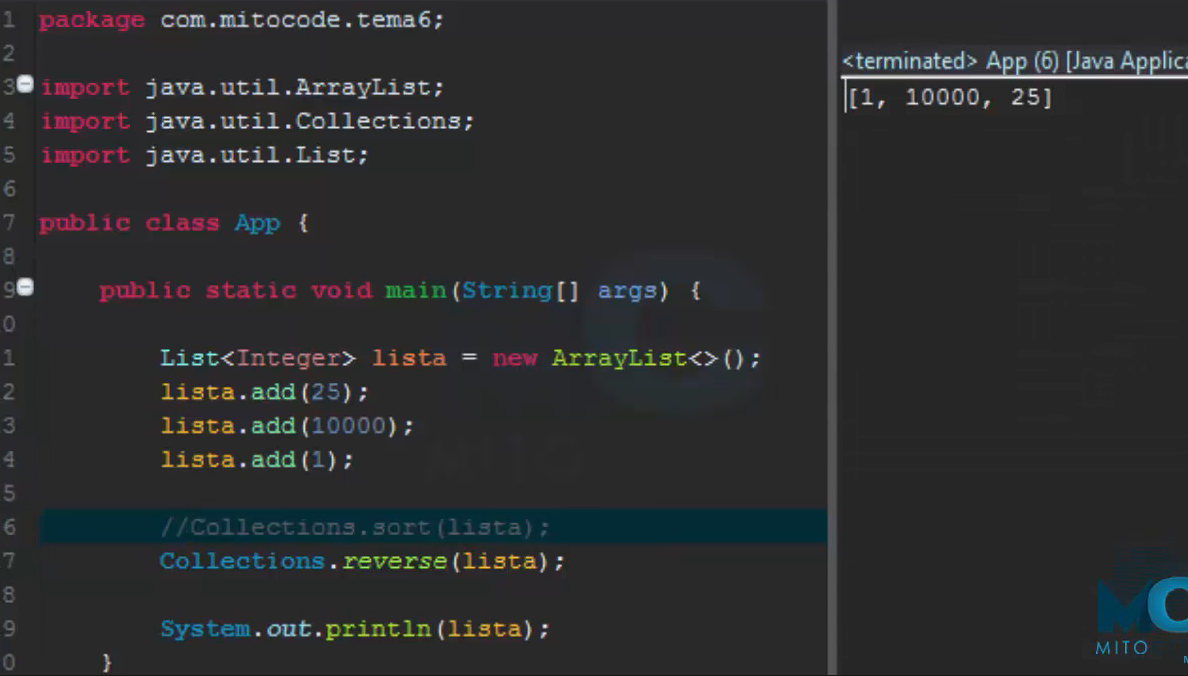 1 package com.mitocode.tema6;
2
3 import java.util.ArrayList;
4 import java.util.Collections;
5 import java.util.List;
6
7 public class App {
8
9 public static void main(String[] args) {
0
1 List<Integer> lista = new ArrayList<>();
2 lista.add(25);
3 lista.add(10000);
4 lista.add(1);
5
6 //Collections.sort(lista);
7 Collections.reverse(lista);
8
9 System.out.println(lista);
0 }
<terminated> App (6) [Java Applica
[1, 10000, 25]
MITO